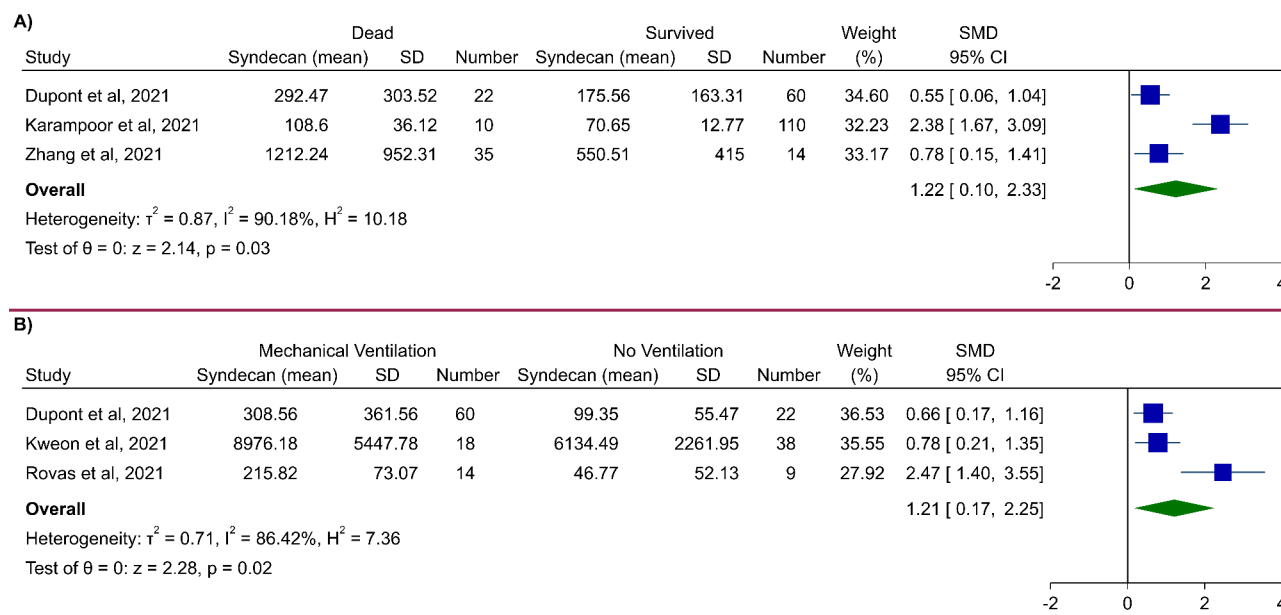 A)
Dead Survived Weight SMD
Study Syndecan (mean) SD Number Syndecan (mean) SD Number (%) 95% CI
Dupont et al, 2021 292.47 303.52 22 175.56 163.31 60 34.60 0.55 [ 0.06, 1.04]
Karampoor et al, 2021 108.6 36.12 10 70.65 12.77 110 32.23 2.38 [ 1.67, 3.09]
Zhang et al, 2021 1212.24 952.31 35 550.51 415 14 33.17 0.78 [ 0.15, 1.41]
Overall 1.22 [ 0.10, 2.33]
Heterogeneity: τ² = 0.87, I² = 90.18%, H² = 10.18
Test of θ = 0: z = 2.14, p = 0.03
-2 0 2 4
B)
Mechanical Ventilation No Ventilation Weight SMD
Study Syndecan (mean) SD Number Syndecan (mean) SD Number (%) 95% CI
Dupont et al, 2021 308.56 361.56 60 99.35 55.47 22 36.53 0.66 [ 0.17, 1.16]
Kweon et al, 2021 8976.18 5447.78 18 6134.49 2261.95 38 35.55 0.78 [ 0.21, 1.35]
Rovas et al, 2021 215.82 73.07 14 46.77 52.13 9 27.92 2.47 [ 1.40, 3.55]
Overall 1.21 [ 0.17, 2.25]
Heterogeneity: τ² = 0.71, I² = 86.42%, H² = 7.36
Test of θ = 0: z = 2.28, p = 0.02
-2 0 2 4